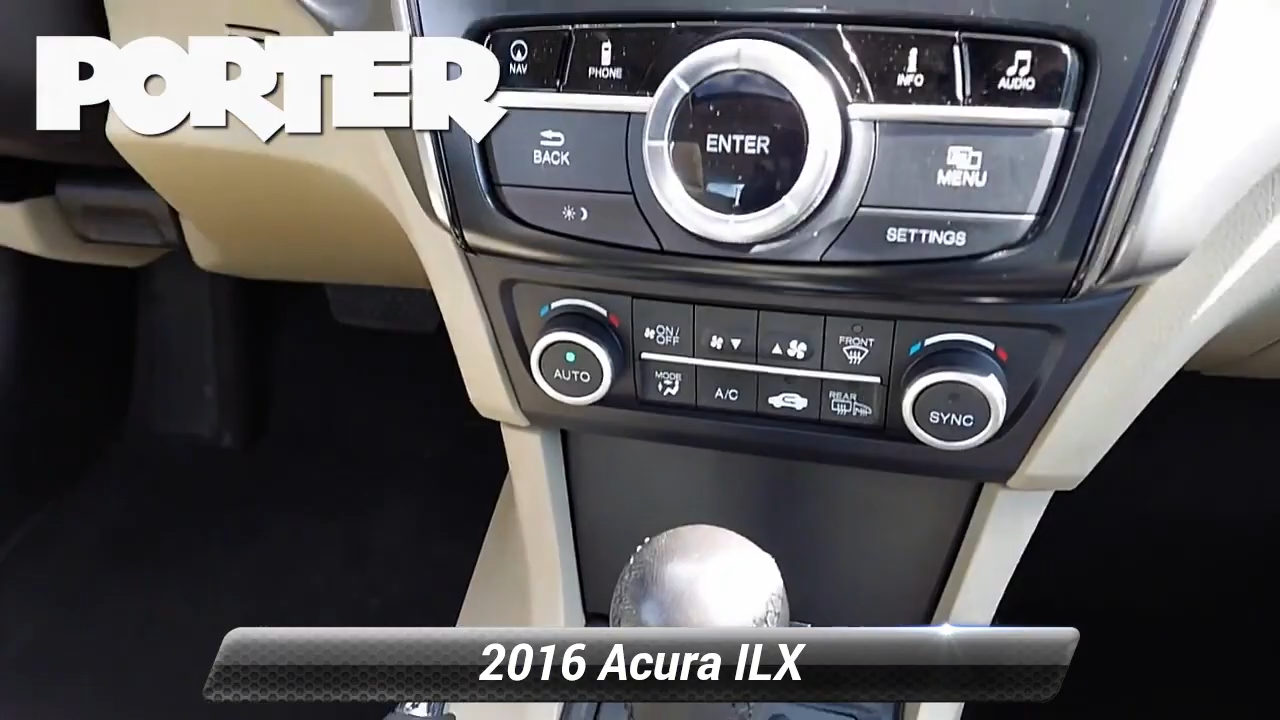 PORTER
NAV
PHONE
INFO
AUDIO
ENTER
BACK
MENU
SETTINGS
ON/
OFF
FRONT
AUTO
MODE
A/C
REAR
SYNC
2016 Acura ILX